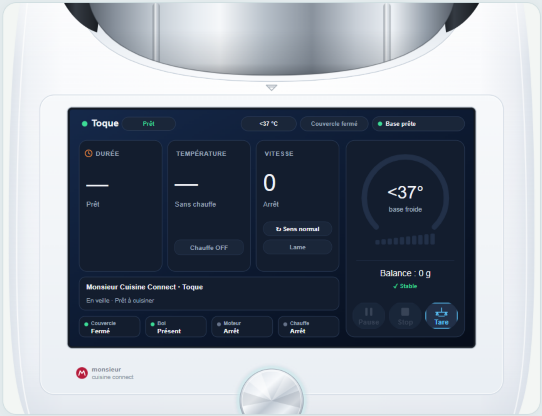 Toque
Prêt
<37 °C
Couvercle fermé
Base prête
DURÉE
—
Prêt
TEMPÉRATURE
—
Sans chauffe
Chauffe OFF
VITESSE
0
Arrêt
↻ Sens normal
Lame
<37°
base froide
Balance : 0 g
✓ Stable
Pause
Stop
Tare
Monsieur Cuisine Connect - Toque
En veille · Prêt à cuisiner
Couvercle
Fermé
Bol
Présent
Moteur
Arrêt
Chauffe
Arrêt
monsieur
cuisine connect